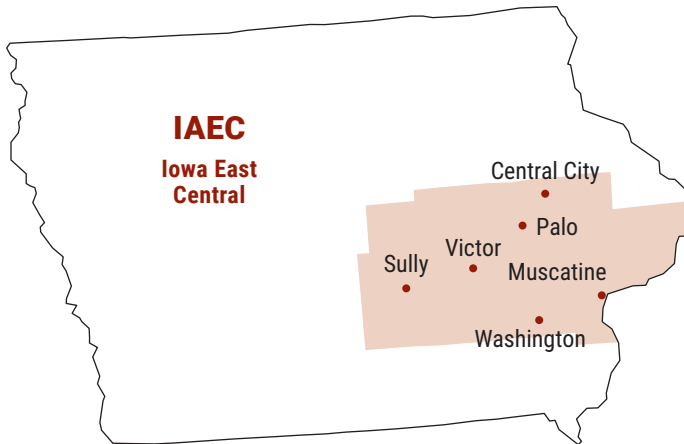 IAEC
Iowa East
Central
Central City
Palo
Victor
Sully
Muscatine
Washington